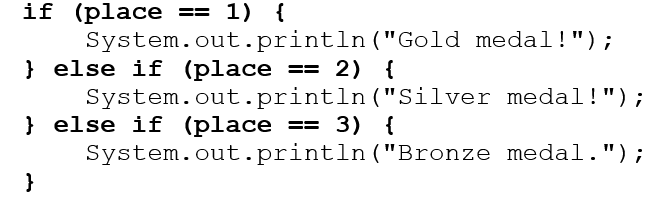 if (place == 1) {
    System.out.println("Gold medal!");
} else if (place == 2) {
    System.out.println("Silver medal!");
} else if (place == 3) {
    System.out.println("Bronze medal.");
}